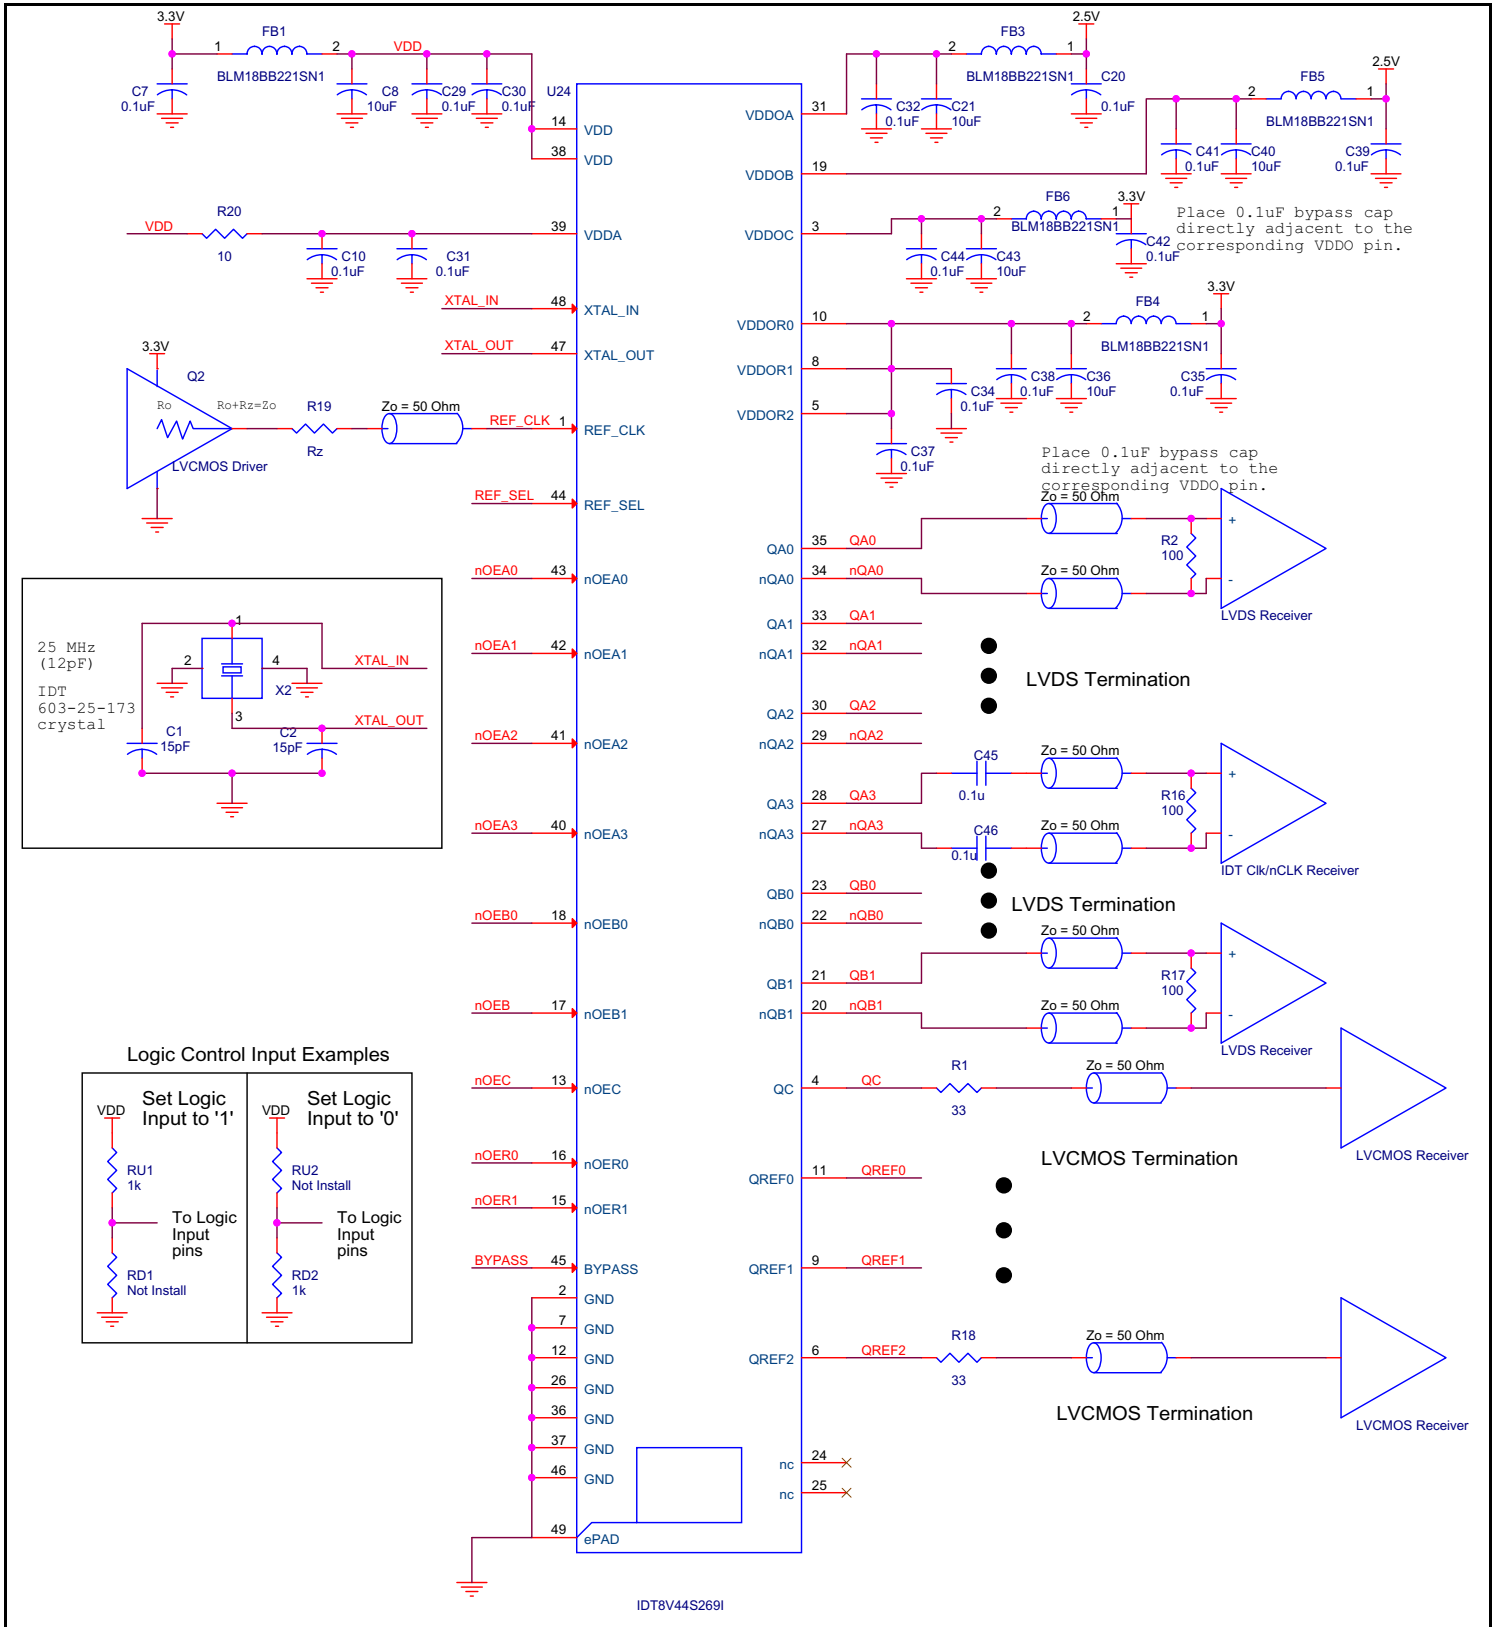 3.3V
FB1
1
2
VDD
BLM18BB221SN1
C7
0.1uF
C8
10uF
C29
0.1uF
C30
0.1uF
U24
14
VDD
38
VDD
VDD
R20
10
39
VDDA
C10
0.1uF
C31
0.1uF
XTAL_IN
48
XTAL_IN
XTAL_OUT
47
XTAL_OUT
3.3V
Q2
Ro
Ro+Rz=Zo
LVCMOS Driver
R19
Rz
Zo = 50 Ohm
REF_CLK
1
REF_CLK
REF_SEL
44
REF_SEL
nOEA0
43
nOEA0
nOEA1
42
nOEA1
nOEA2
41
nOEA2
nOEA3
40
nOEA3
nOEB0
18
nOEB0
nOEB
17
nOEB1
nOEC
13
nOEC
nOER0
16
nOER0
nOER1
15
nOER1
BYPASS
45
BYPASS
2
GND
7
GND
12
GND
26
GND
36
GND
37
GND
46
GND
49
ePAD
25 MHz
(12pF)
IDT
603-25-173
crystal
1
2
4
X2
3
XTAL_IN
XTAL_OUT
C1
15pF
C2
15pF
Logic Control Input Examples
VDD
Set Logic
Input to '1'
RU1
1k
To Logic
Input
pins
RD1
Not Install
VDD
Set Logic
Input to '0'
RU2
Not Install
To Logic
Input
pins
RD2
1k
VDDOA
31
2.5V
FB3
2
1
BLM18BB221SN1
C32
0.1uF
C21
10uF
C20
0.1uF
VDDOB
19
2.5V
FB5
2
1
BLM18BB221SN1
C41
0.1uF
C40
10uF
C39
0.1uF
VDDOC
3
3.3V
FB6
2
1
BLM18BB221SN1
C44
0.1uF
C43
10uF
C42
0.1uF
Place 0.1uF bypass cap
directly adjacent to the
corresponding VDDO pin.
VDDOR0
10
VDDOR1
8
VDDOR2
5
3.3V
FB4
2
1
BLM18BB221SN1
C34
0.1uF
C38
0.1uF
C36
10uF
C35
0.1uF
C37
0.1uF
Place 0.1uF bypass cap
directly adjacent to the
corresponding VDDO pin.
QA0
35
QA0
nQA0
34
nQA0
Zo = 50 Ohm
Zo = 50 Ohm
R2
100
+
-
LVDS Receiver
QA1
33
QA1
nQA1
32
nQA1
LVDS Termination
QA2
30
QA2
nQA2
29
nQA2
QA3
28
QA3
nQA3
27
nQA3
C45
0.1u
C46
0.1u
Zo = 50 Ohm
Zo = 50 Ohm
R16
100
+
-
IDT Clk/nCLK Receiver
QB0
23
QB0
nQB0
22
nQB0
LVDS Termination
QB1
21
QB1
nQB1
20
nQB1
Zo = 50 Ohm
Zo = 50 Ohm
R17
100
+
-
LVDS Receiver
QC
4
QC
R1
33
Zo = 50 Ohm
LVCMOS Receiver
LVCMOS Termination
QREF0
11
QREF0
QREF1
9
QREF1
QREF2
6
QREF2
R18
33
Zo = 50 Ohm
LVCMOS Receiver
LVCMOS Termination
nc
24
nc
25
IDT8V44S269I